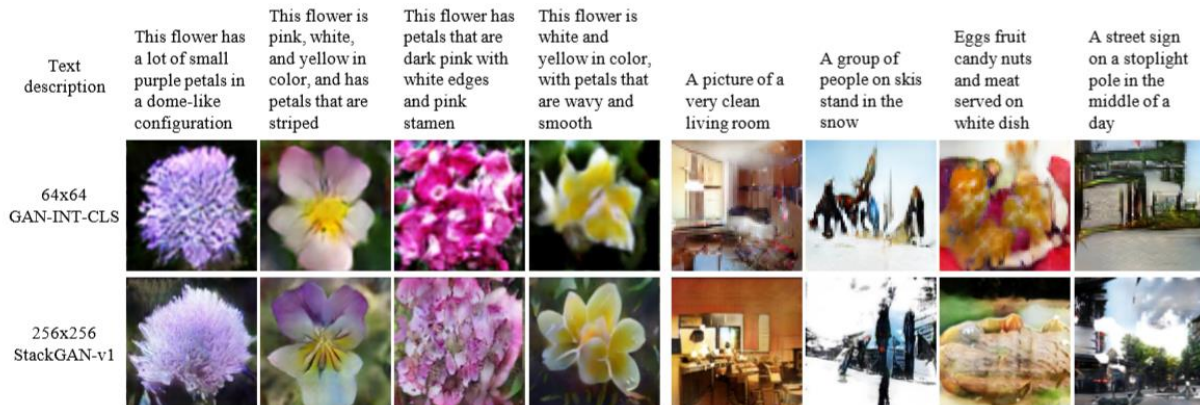 Text
description
This flower has
a lot of small
purple petals in
a dome-like
configuration
This flower is
pink, white,
and yellow in
color, and has
petals that are
striped
This flower has
petals that are
dark pink with
white edges
and pink
stamen
This flower is
white and
yellow in color,
with petals that
are wavy and
smooth
A picture of a
very clean
living room
A group of
people on skis
stand in the
snow
Eggs fruit
candy nuts
and meat
served on
white dish
A street sign
on a stoplight
pole in the
middle of a
day
64x64
GAN-INT-CLS
256x256
StackGAN-v1